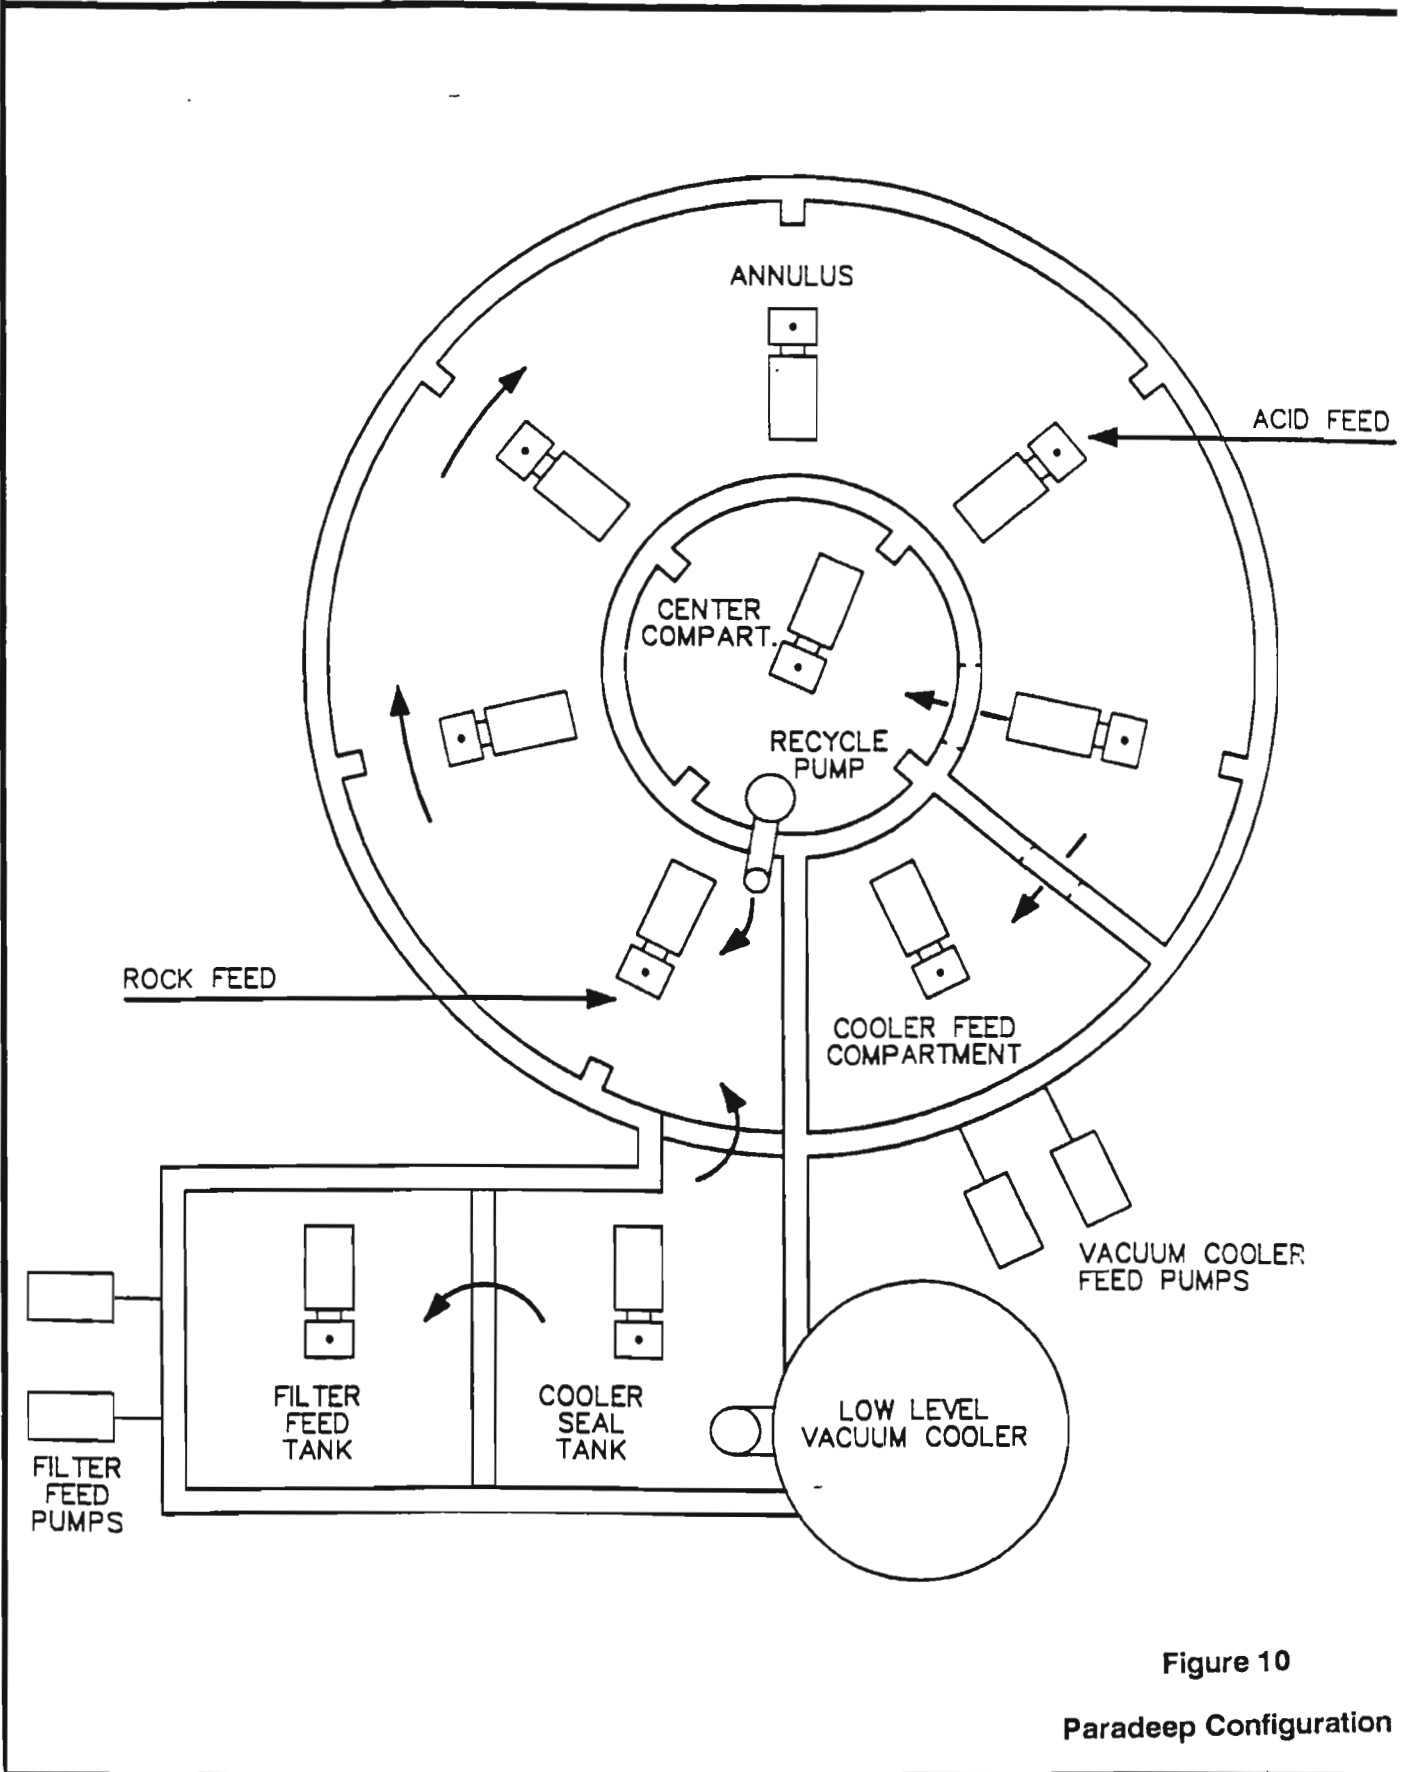 ANNULUS
ACID FEED
CENTER
COMPART.
RECYCLE
PUMP
ROCK FEED
COOLER FEED
COMPARTMENT
VACUUM COOLER
FEED PUMPS
FILTER
FEED
TANK
COOLER
SEAL
TANK
LOW LEVEL
VACUUM COOLER
FILTER
FEED
PUMPS
Figure 10
Paradeep Configuration